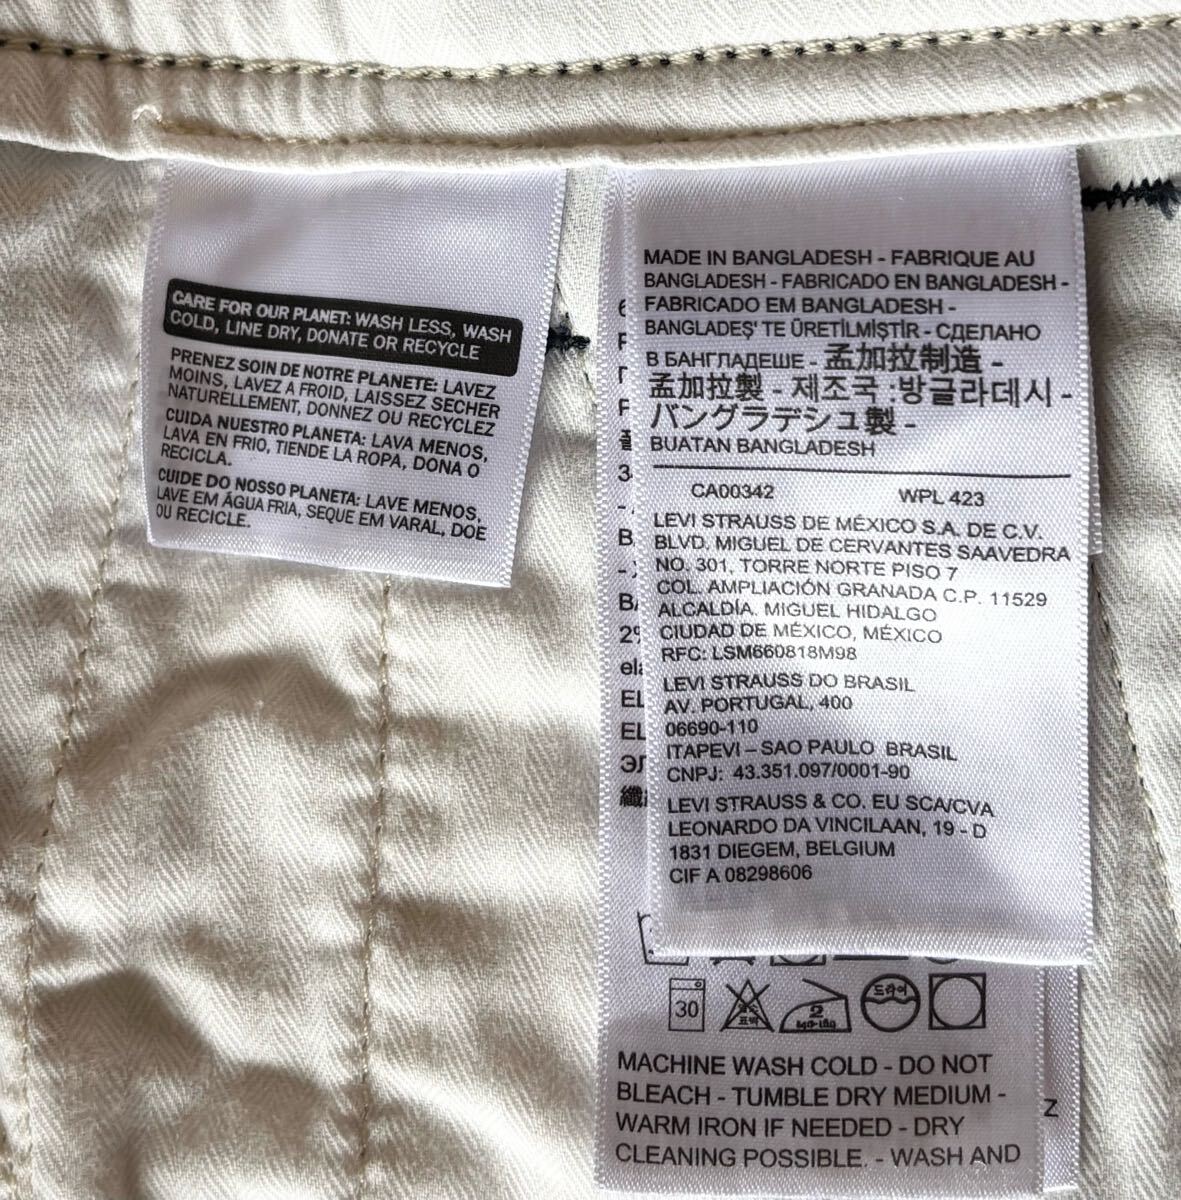 CARE FOR OUR PLANET: WASH LESS, WASH
COLD, LINE DRY, DONATE OR RECYCLE
PRENEZ SOIN DE NOTRE PLANETE: LAVEZ
MOINS, LAVEZ A FROID, LAISSEZ SECHER
NATURELLEMENT, DONNEZ OU RECYCLEZ
CUIDA NUESTRO PLANETA: LAVA MENOS,
LAVA EN FRIO, TIENDE LA ROPA, DONA O
RECICLA.
CUIDE DO NOSSO PLANETA: LAVE MENOS,
LAVE EM ÁGUA FRIA, SEQUE EM VARAL, DOE
OU RECICLE.
MADE IN BANGLADESH - FABRIQUE AU
BANGLADESH - FABRICADO EN BANGLADESH -
FABRICADO EM BANGLADESH -
BANGLADEŞ' TE ÜRETİLMİŞTİR - СДЕЛАНО
В БАНГЛАДЕШЕ - 孟加拉制造 -
孟加拉製 - 제조국 :방글라데시 -
バングラデシュ製 -
BUATAN BANGLADESH
CA00342 WPL 423
LEVI STRAUSS DE MÉXICO S.A. DE C.V.
BLVD. MIGUEL DE CERVANTES SAAVEDRA
NO. 301, TORRE NORTE PISO 7
COL. AMPLIACIÓN GRANADA C.P. 11529
ALCALDÍA. MIGUEL HIDALGO
CIUDAD DE MÉXICO, MÉXICO
RFC: LSM660818M98
LEVI STRAUSS DO BRASIL
AV. PORTUGAL, 400
06690-110
ITAPEVI – SAO PAULO BRASIL
CNPJ: 43.351.097/0001-90
LEVI STRAUSS & CO. EU SCA/CVA
LEONARDO DA VINCILAAN, 19 - D
1831 DIEGEM, BELGIUM
CIF A 08298606
30 표백 2 드라이
MACHINE WASH COLD - DO NOT
BLEACH - TUMBLE DRY MEDIUM -
WARM IRON IF NEEDED - DRY
CLEANING POSSIBLE. - WASH AND
Z